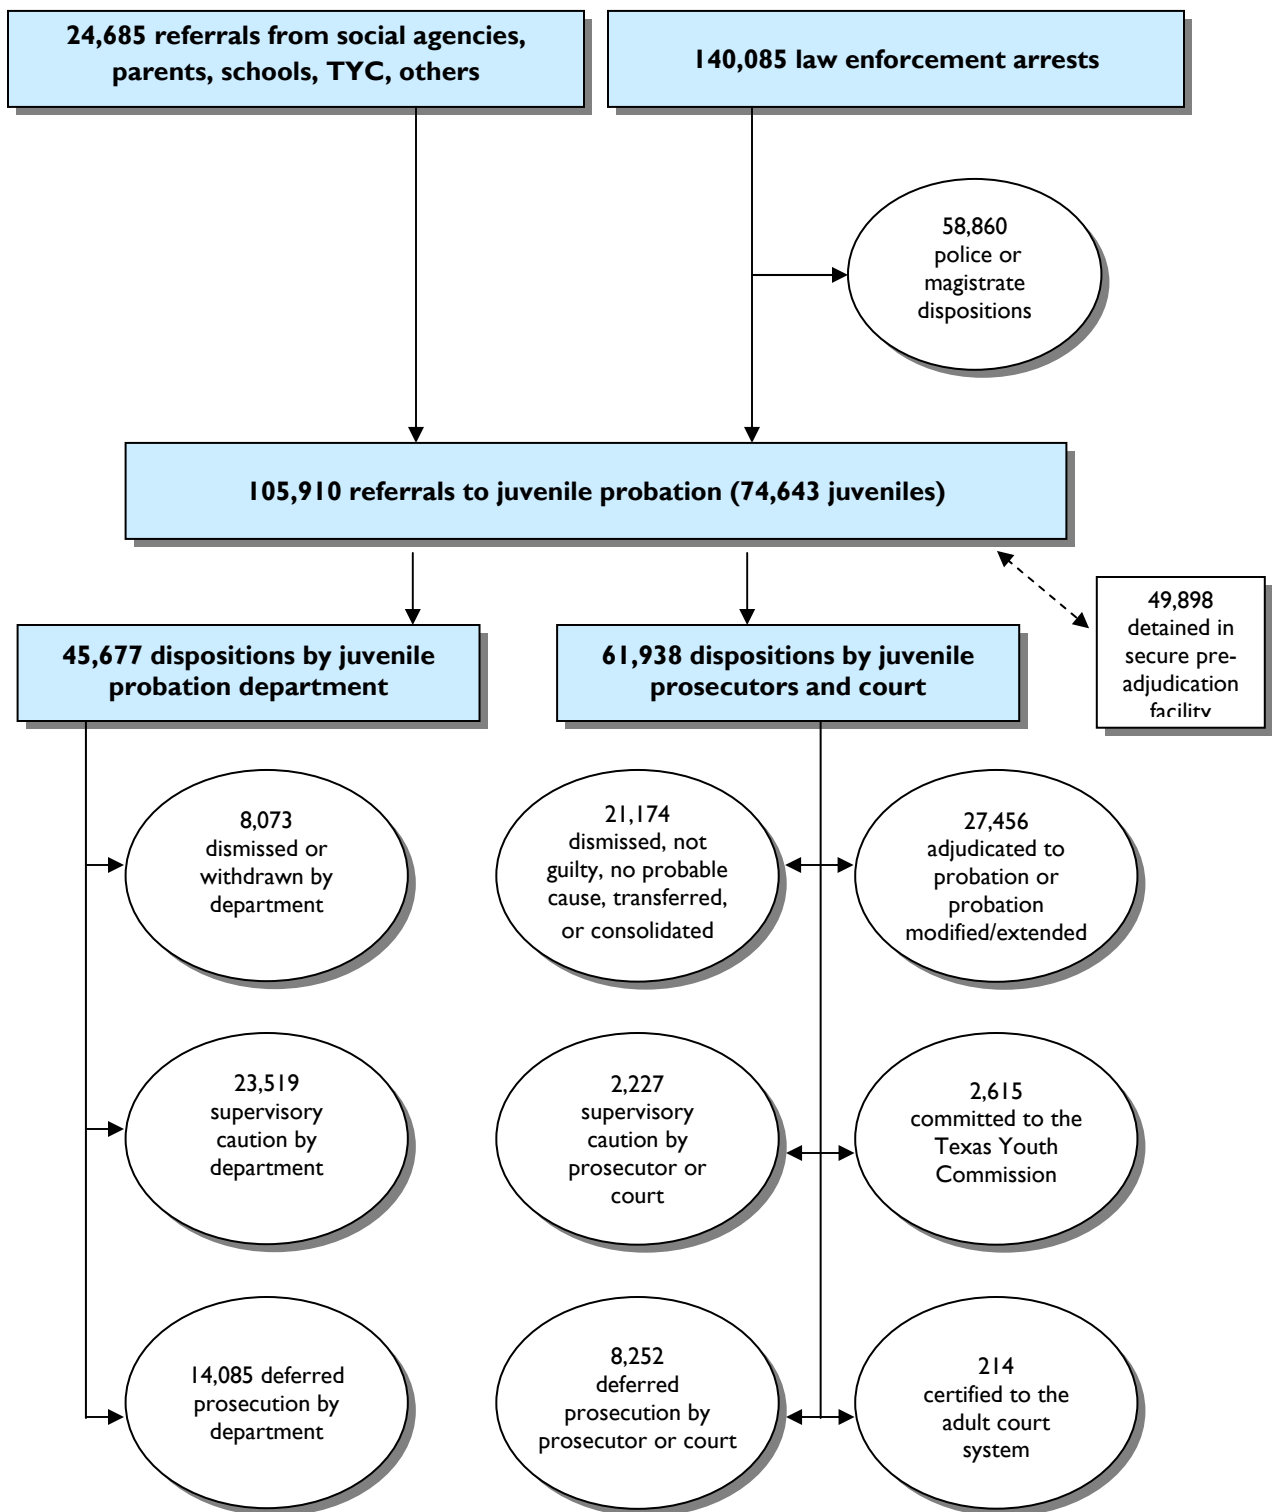 24,685 referrals from social agencies,
parents, schools, TYC, others
140,085 law enforcement arrests
58,860
police or
magistrate
dispositions
105,910 referrals to juvenile probation (74,643 juveniles)
49,898
detained in
secure pre-
adjudication
facility
45,677 dispositions by juvenile
probation department
61,938 dispositions by juvenile
prosecutors and court
8,073
dismissed or
withdrawn by
department
21,174
dismissed, not
guilty, no probable
cause, transferred,
or consolidated
27,456
adjudicated to
probation or
probation
modified/extended
23,519
supervisory
caution by
department
2,227
supervisory
caution by
prosecutor or
court
2,615
committed to the
Texas Youth
Commission
14,085 deferred
prosecution by
department
8,252
deferred
prosecution by
prosecutor or court
214
certified to the
adult court
system